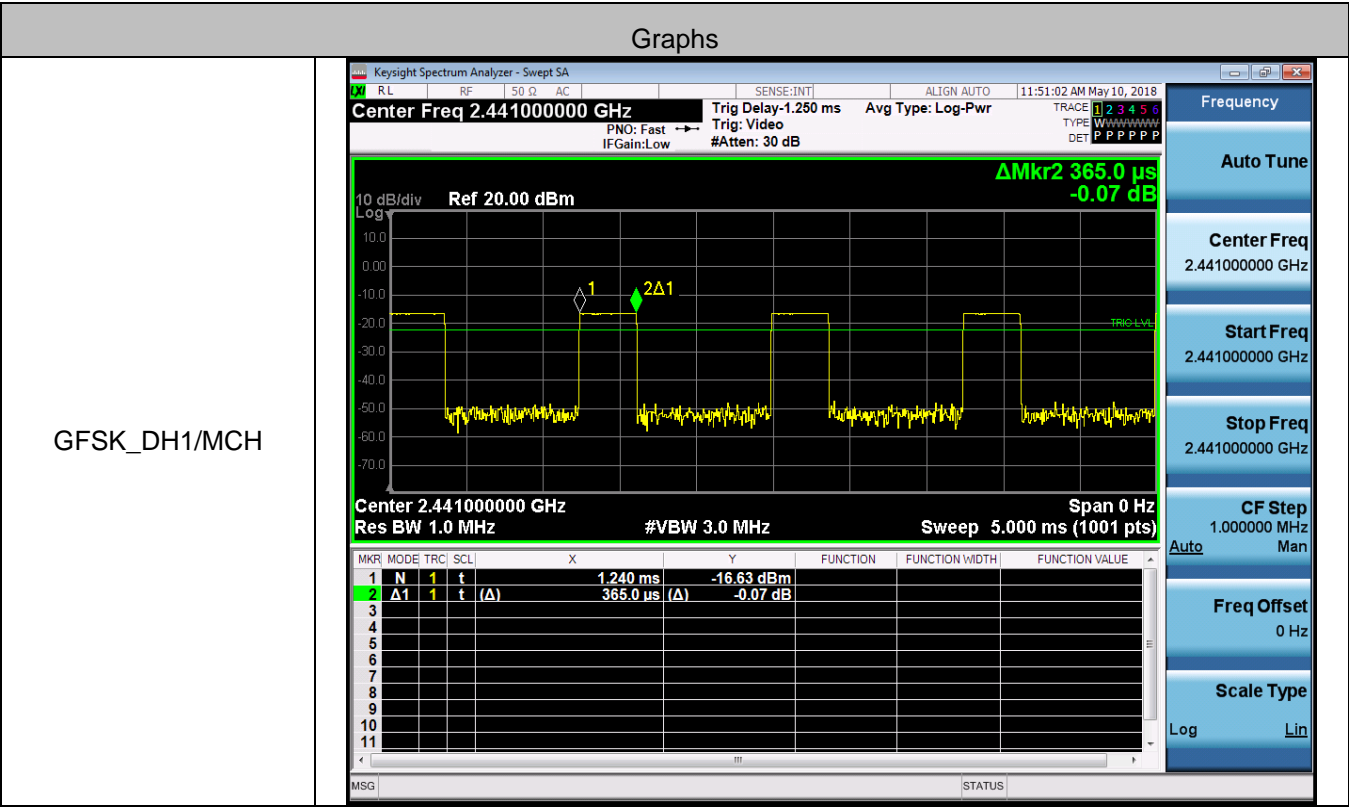 Graphs
GFSK_DH1/MCH
Keysight Spectrum Analyzer - Swept SA
LXI RL RF 50 Ω AC SENSE:INT ALIGN AUTO 11:51:02 AM May 10, 2018
Center Freq 2.441000000 GHz
PNO: Fast
IFGain:Low
Trig Delay-1.250 ms
Trig: Video
#Atten: 30 dB
Avg Type: Log-Pwr
TRACE 1 2 3 4 5 6
TYPE WWWWWW
DET P P P P P P
ΔMkr2 365.0 µs
-0.07 dB
10 dB/div Ref 20.00 dBm
Log
10.0
0.00
-10.0
-20.0
-30.0
-40.0
-50.0
-60.0
-70.0
1
2Δ1
TRIG LVL
Center 2.441000000 GHz Span 0 Hz
Res BW 1.0 MHz #VBW 3.0 MHz Sweep 5.000 ms (1001 pts)
MKR MODE TRC SCL X Y FUNCTION FUNCTION WIDTH FUNCTION VALUE
1 N 1 t 1.240 ms -16.63 dBm
2 Δ1 1 t (Δ) 365.0 µs (Δ) -0.07 dB
3
4
5
6
7
8
9
10
11
MSG STATUS
Frequency
Auto Tune
Center Freq
2.441000000 GHz
Start Freq
2.441000000 GHz
Stop Freq
2.441000000 GHz
CF Step
1.000000 MHz
Auto Man
Freq Offset
0 Hz
Scale Type
Log Lin